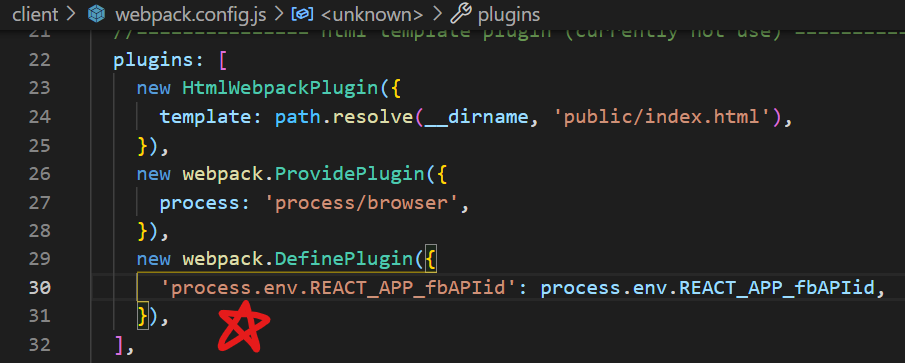 client > webpack.config.js > <unknown> > plugins
21 //=============== html template plugin (currently not use) ==========
22 plugins: [
23 new HtmlWebpackPlugin({
24 template: path.resolve(__dirname, 'public/index.html'),
25 }),
26 new webpack.ProvidePlugin({
27 process: 'process/browser',
28 }),
29 new webpack.DefinePlugin({
30 'process.env.REACT_APP_fbAPIid': process.env.REACT_APP_fbAPIid,
31 }),
32 ],